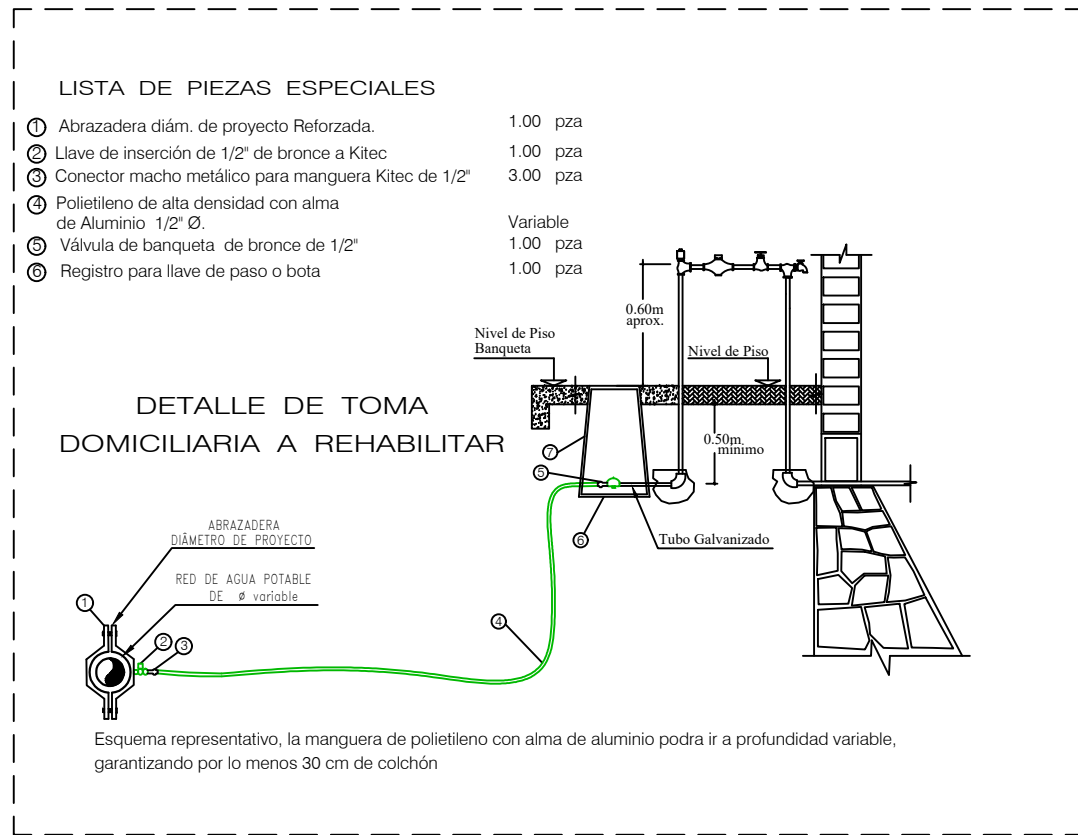 LISTA DE PIEZAS ESPECIALES
1 Abrazadera diám. de proyecto Reforzada. 1.00 pza
2 Llave de inserción de 1/2" de bronce a Kitec 1.00 pza
3 Conector macho metálico para manguera Kitec de 1/2" 3.00 pza
4 Polietileno de alta densidad con alma
de Aluminio 1/2" Ø. Variable
5 Válvula de banqueta de bronce de 1/2" 1.00 pza
6 Registro para llave de paso o bota 1.00 pza
0.60m
aprox.
Nivel de Piso
Banqueta
Nivel de Piso
DETALLE DE TOMA
DOMICILIARIA A REHABILITAR
0.50m.
minimo
7
5
6
Tubo Galvanizado
ABRAZADERA
DIÁMETRO DE PROYECTO
RED DE AGUA POTABLE
DE ø variable
1
2
3
4
Esquema representativo, la manguera de polietileno con alma de aluminio podra ir a profundidad variable,
garantizando por lo menos 30 cm de colchón